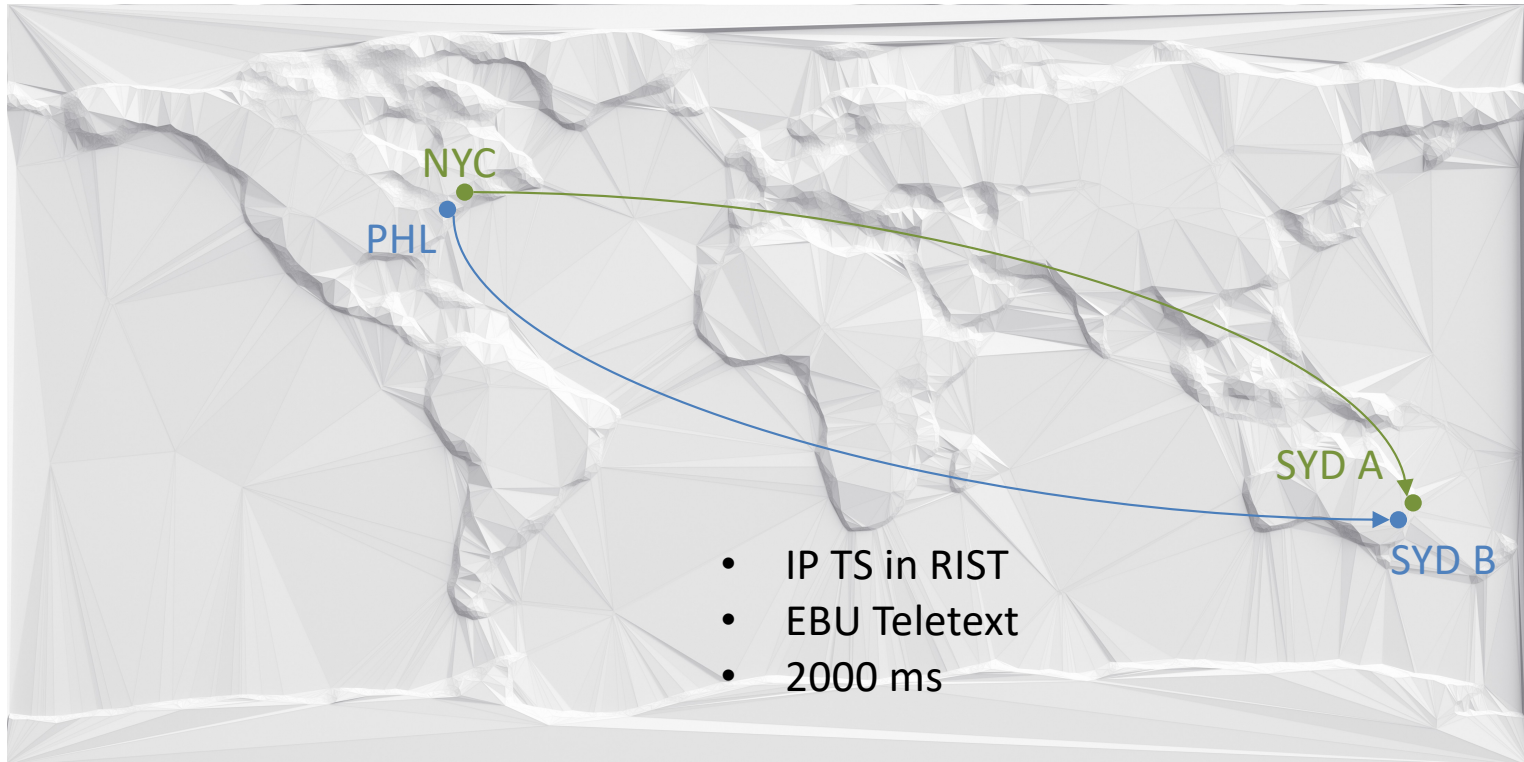 NYC
PHL
SYD A
SYD B
• IP TS in RIST
• EBU Teletext
• 2000 ms